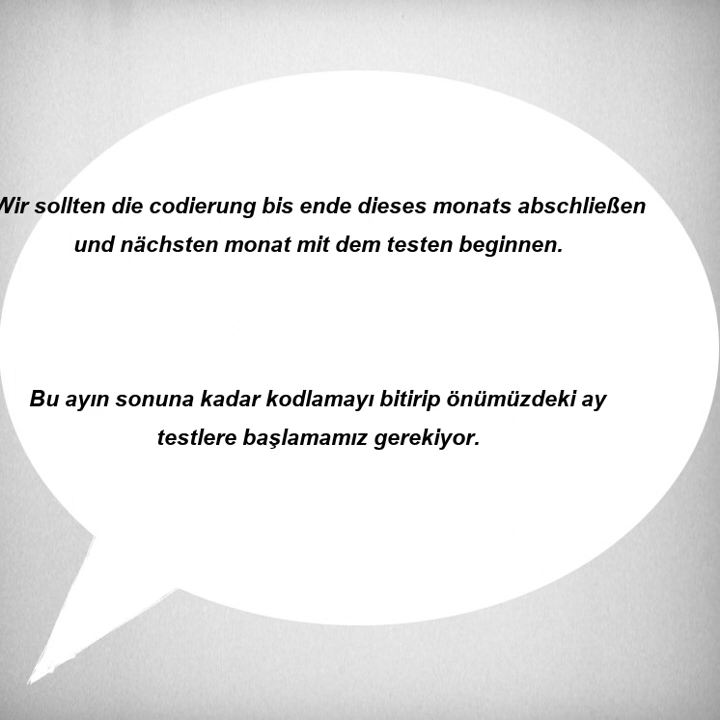 Wir sollten die codierung bis ende dieses monats abschließen
und nächsten monat mit dem testen beginnen.
Bu ayın sonuna kadar kodlamayı bitirip önümüzdeki ay
testlere başlamamız gerekiyor.